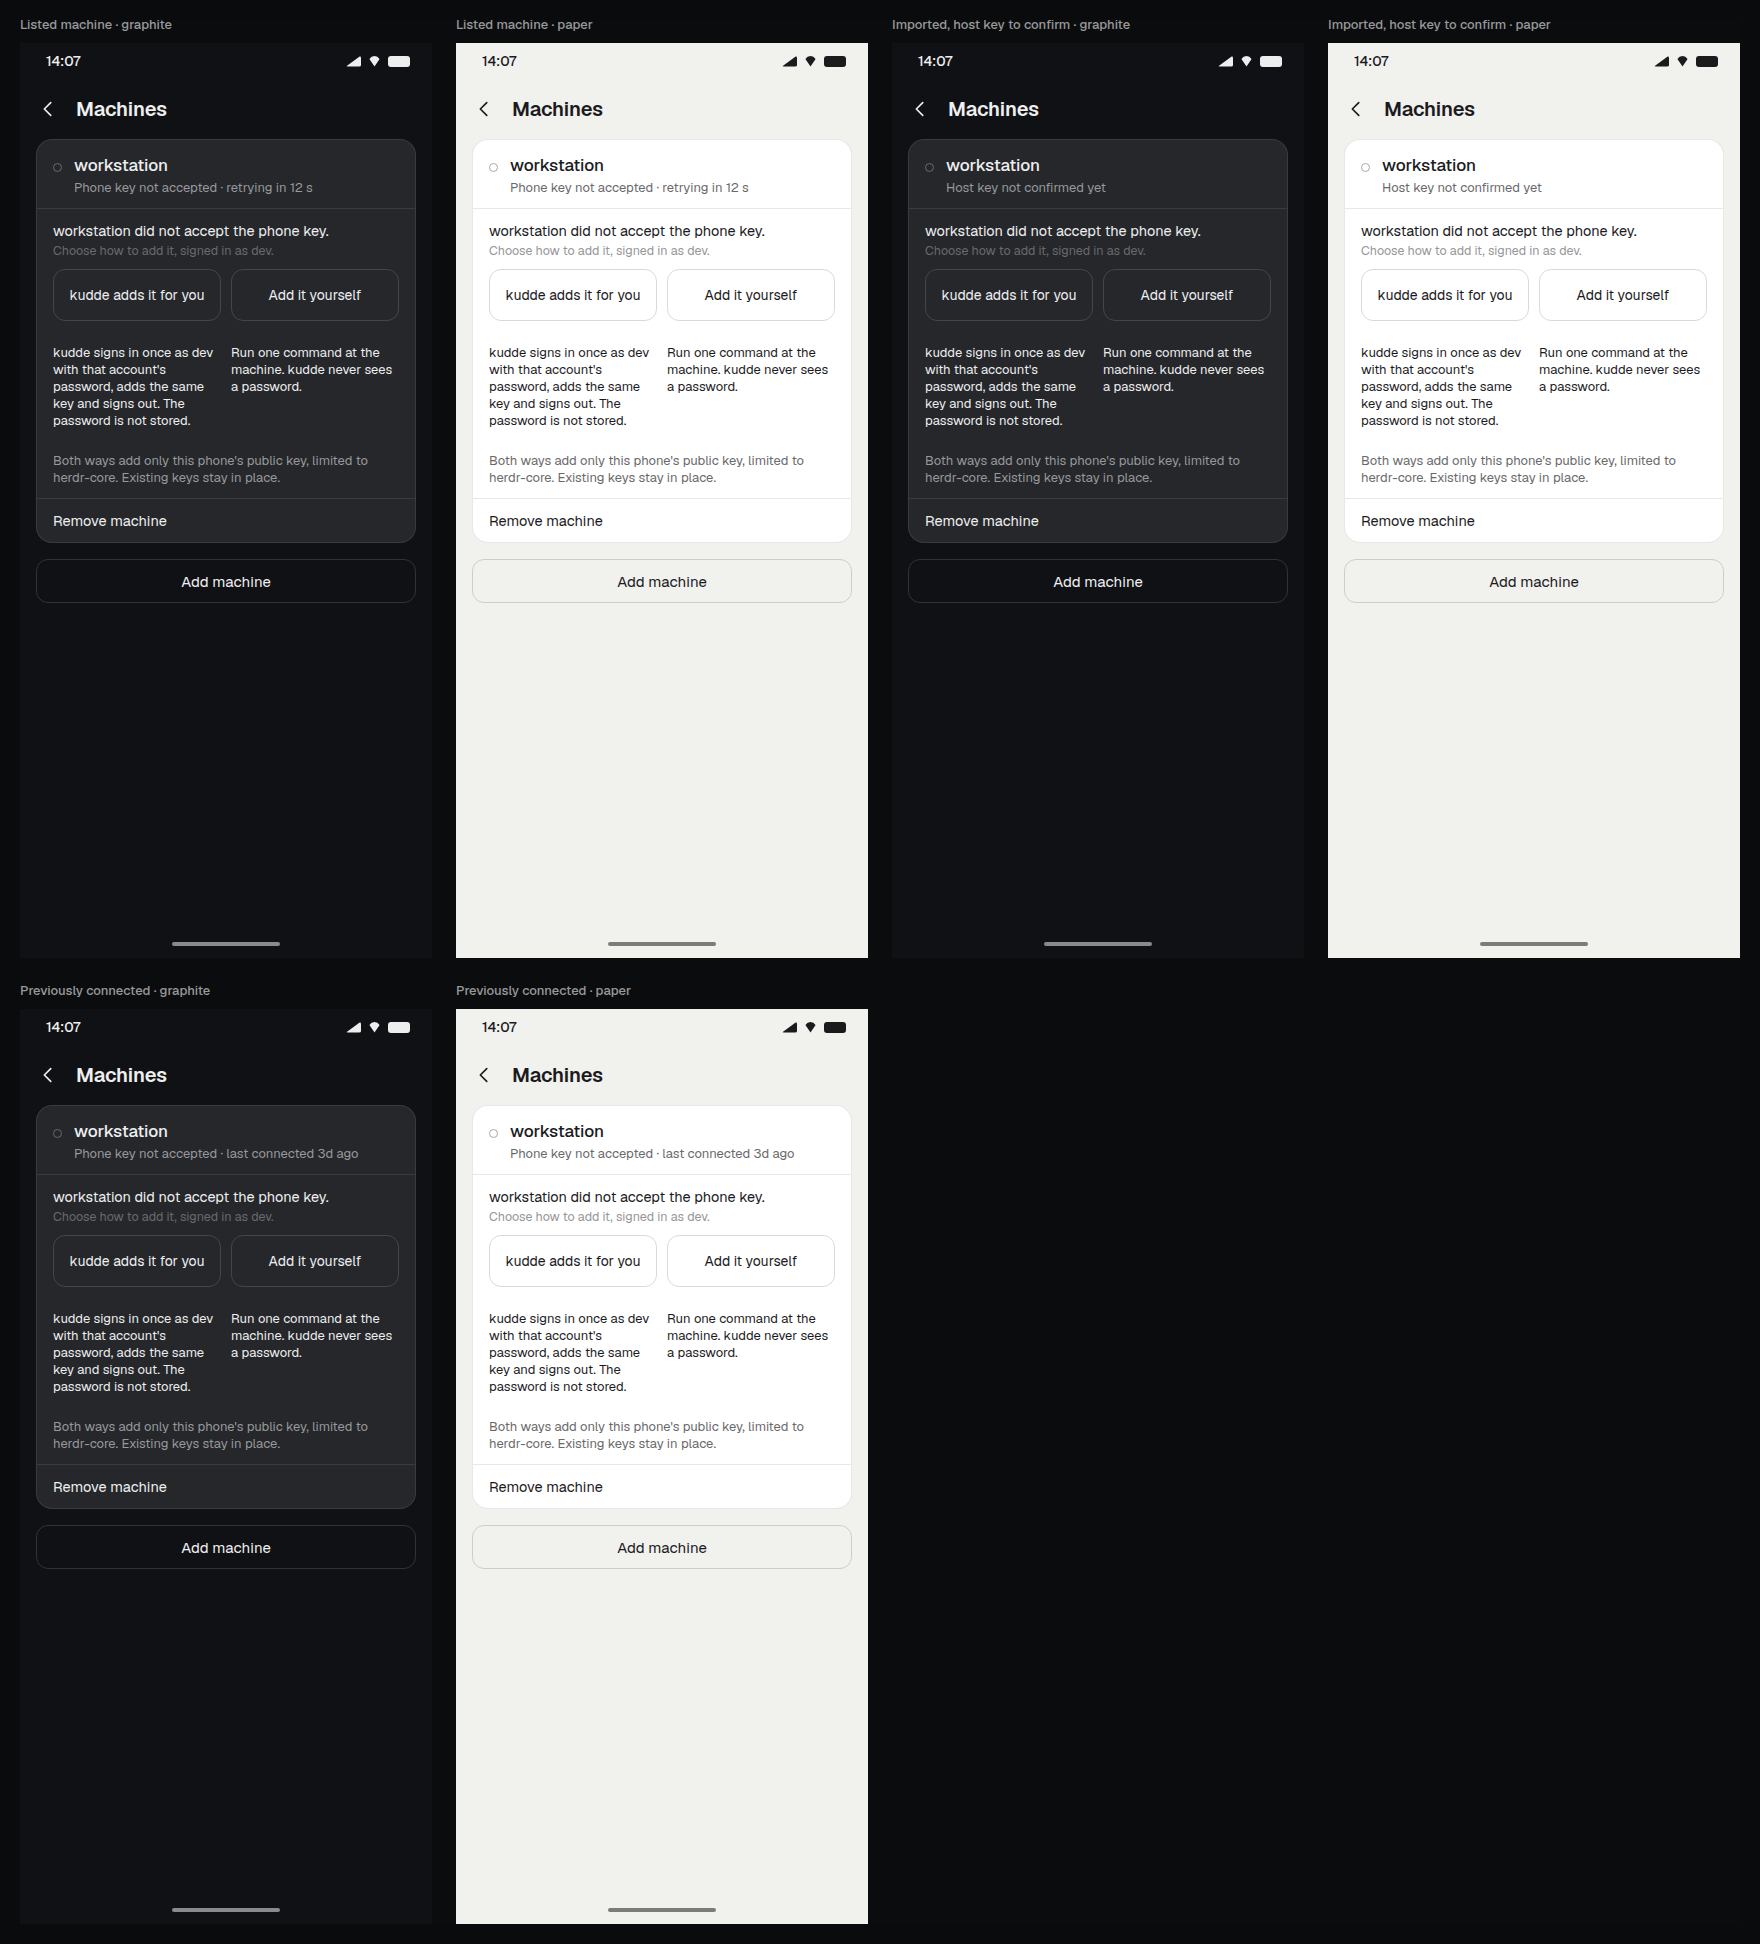 Listed machine · graphite
14:07
Machines
workstation
Phone key not accepted · retrying in 12 s
workstation did not accept the phone key.
Choose how to add it, signed in as dev.
kudde adds it for you
Add it yourself
kudde signs in once as dev
with that account's
password, adds the same
key and signs out. The
password is not stored.
Run one command at the
machine. kudde never sees
a password.
Both ways add only this phone's public key, limited to
herdr-core. Existing keys stay in place.
Remove machine
Add machine
Listed machine · paper
14:07
Machines
workstation
Phone key not accepted · retrying in 12 s
workstation did not accept the phone key.
Choose how to add it, signed in as dev.
kudde adds it for you
Add it yourself
kudde signs in once as dev
with that account's
password, adds the same
key and signs out. The
password is not stored.
Run one command at the
machine. kudde never sees
a password.
Both ways add only this phone's public key, limited to
herdr-core. Existing keys stay in place.
Remove machine
Add machine
Imported, host key to confirm · graphite
14:07
Machines
workstation
Host key not confirmed yet
workstation did not accept the phone key.
Choose how to add it, signed in as dev.
kudde adds it for you
Add it yourself
kudde signs in once as dev
with that account's
password, adds the same
key and signs out. The
password is not stored.
Run one command at the
machine. kudde never sees
a password.
Both ways add only this phone's public key, limited to
herdr-core. Existing keys stay in place.
Remove machine
Add machine
Imported, host key to confirm · paper
14:07
Machines
workstation
Host key not confirmed yet
workstation did not accept the phone key.
Choose how to add it, signed in as dev.
kudde adds it for you
Add it yourself
kudde signs in once as dev
with that account's
password, adds the same
key and signs out. The
password is not stored.
Run one command at the
machine. kudde never sees
a password.
Both ways add only this phone's public key, limited to
herdr-core. Existing keys stay in place.
Remove machine
Add machine
Previously connected · graphite
14:07
Machines
workstation
Phone key not accepted · last connected 3d ago
workstation did not accept the phone key.
Choose how to add it, signed in as dev.
kudde adds it for you
Add it yourself
kudde signs in once as dev
with that account's
password, adds the same
key and signs out. The
password is not stored.
Run one command at the
machine. kudde never sees
a password.
Both ways add only this phone's public key, limited to
herdr-core. Existing keys stay in place.
Remove machine
Add machine
Previously connected · paper
14:07
Machines
workstation
Phone key not accepted · last connected 3d ago
workstation did not accept the phone key.
Choose how to add it, signed in as dev.
kudde adds it for you
Add it yourself
kudde signs in once as dev
with that account's
password, adds the same
key and signs out. The
password is not stored.
Run one command at the
machine. kudde never sees
a password.
Both ways add only this phone's public key, limited to
herdr-core. Existing keys stay in place.
Remove machine
Add machine